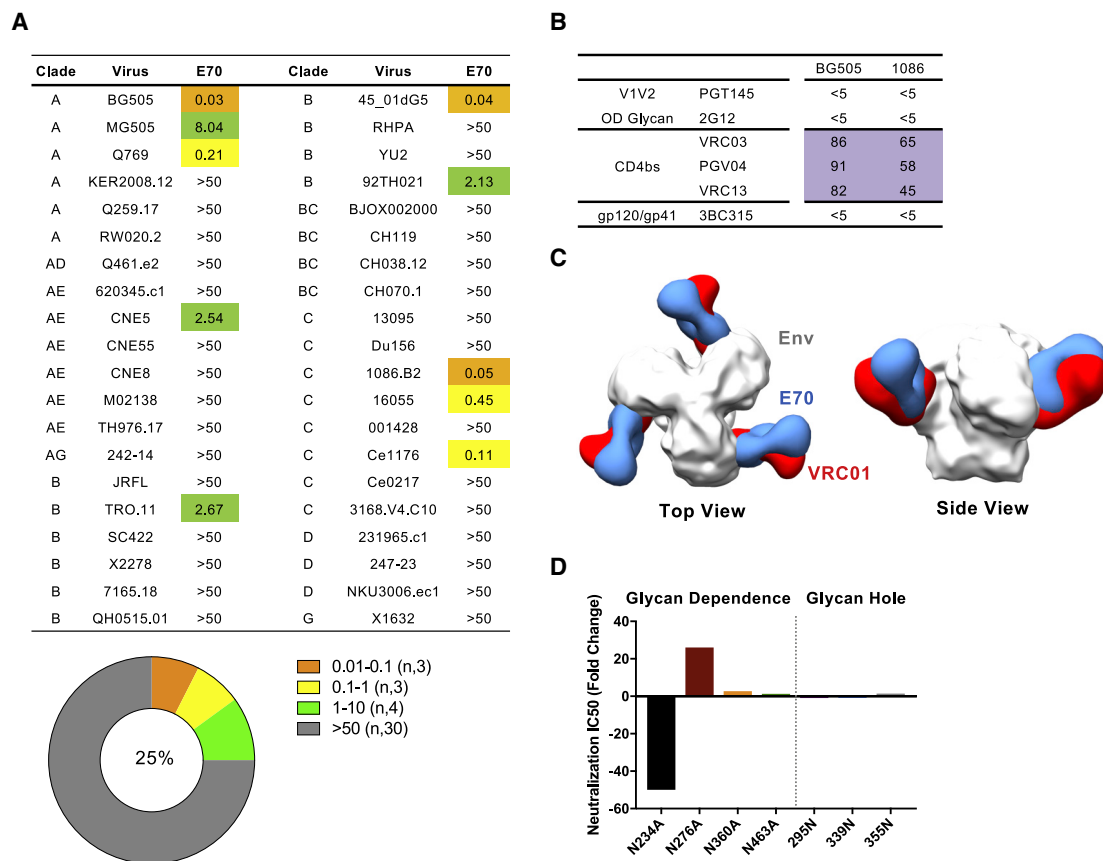 A
Clade Virus E70 Clade Virus E70
A BG505 0.03 B 45_01dG5 0.04
A MG505 8.04 B RHPA >50
A Q769 0.21 B YU2 >50
A KER2008.12 >50 B 92TH021 2.13
A Q259.17 >50 BC BJOX002000 >50
A RW020.2 >50 BC CH119 >50
AD Q461.e2 >50 BC CH038.12 >50
AE 620345.c1 >50 BC CH070.1 >50
AE CNE5 2.54 C 13095 >50
AE CNE55 >50 C Du156 >50
AE CNE8 >50 C 1086.B2 0.05
AE M02138 >50 C 16055 0.45
AE TH976.17 >50 C 001428 >50
AG 242-14 >50 C Ce1176 0.11
B JRFL >50 C Ce0217 >50
B TRO.11 2.67 C 3168.V4.C10 >50
B SC422 >50 D 231965.c1 >50
B X2278 >50 D 247-23 >50
B 7165.18 >50 D NKU3006.ec1 >50
B QH0515.01 >50 G X1632 >50
25%
0.01-0.1 (n,3)
0.1-1 (n,3)
1-10 (n,4)
>50 (n,30)
B
BG505 1086
V1V2 PGT145 <5 <5
OD Glycan 2G12 <5 <5
VRC03 86 65
CD4bs PGV04 91 58
VRC13 82 45
gp120/gp41 3BC315 <5 <5
C
Env
E70
VRC01
Top View
Side View
D
Glycan Dependence Glycan Hole
Neutralization IC50 (Fold Change)
40
20
0
-20
-40
-60
N234A N276A N360A N463A 295N 339N 355N